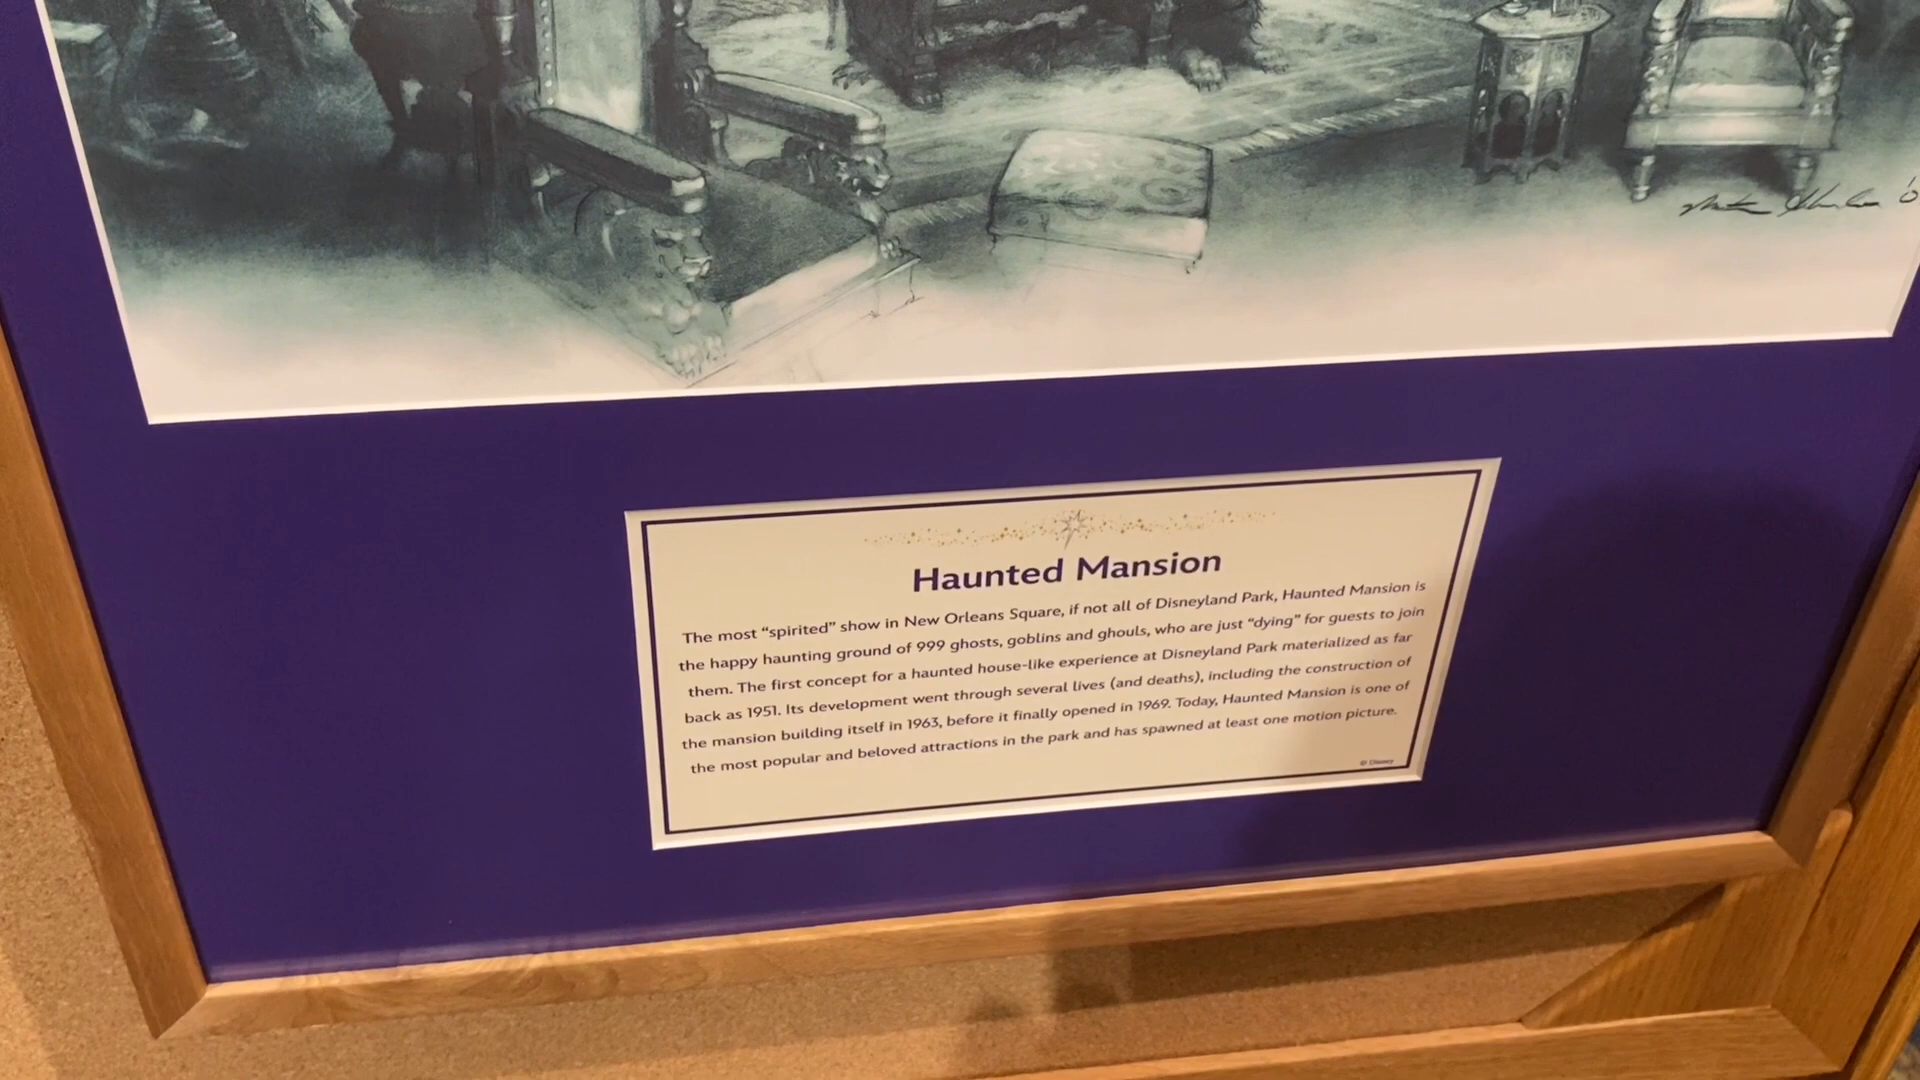 Haunted Mansion
The most “spirited” show in New Orleans Square, if not all of Disneyland Park, Haunted Mansion is
the happy haunting ground of 999 ghosts, goblins and ghouls, who are just “dying” for guests to join
them. The first concept for a haunted house-like experience at Disneyland Park materialized as far
back as 1951. Its development went through several lives (and deaths), including the construction of
the mansion building itself in 1963, before it finally opened in 1969. Today, Haunted Mansion is one of
the most popular and beloved attractions in the park and has spawned at least one motion picture.
© Disney